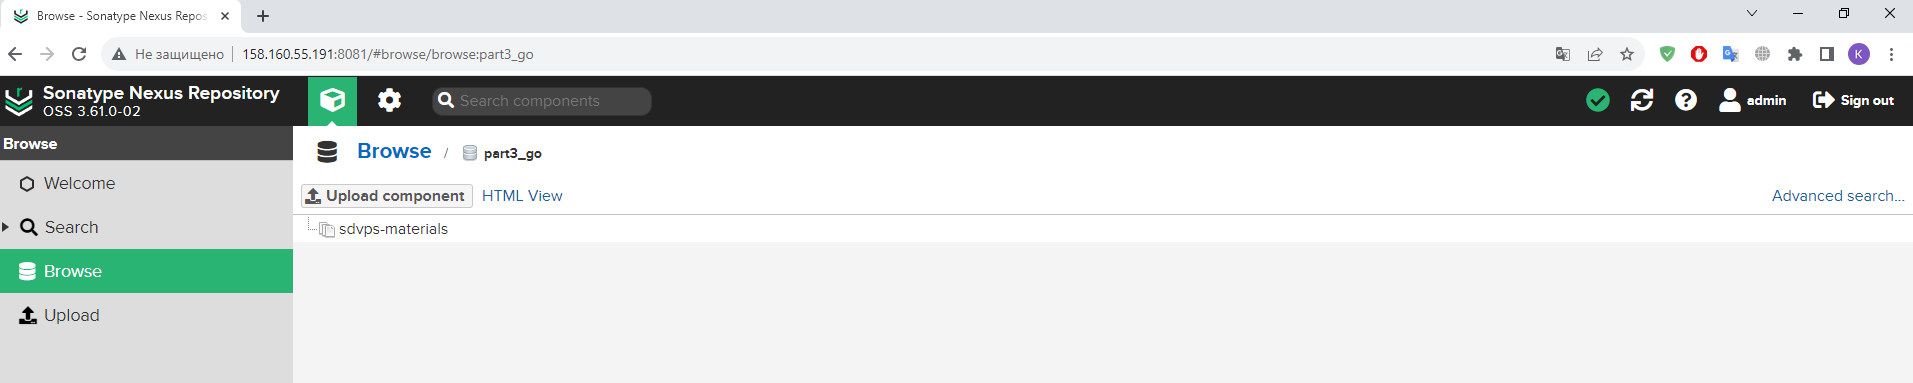 Browse - Sonatype Nexus Repos
Не защищено 158.160.55.191:8081/#browse/browse:part3_go
K
Sonatype Nexus Repository
OSS 3.61.0-02
Search components
admin
Sign out
Browse
Browse / part3_go
Welcome
Upload component
HTML View
Advanced search...
Search
sdvps-materials
Browse
Upload